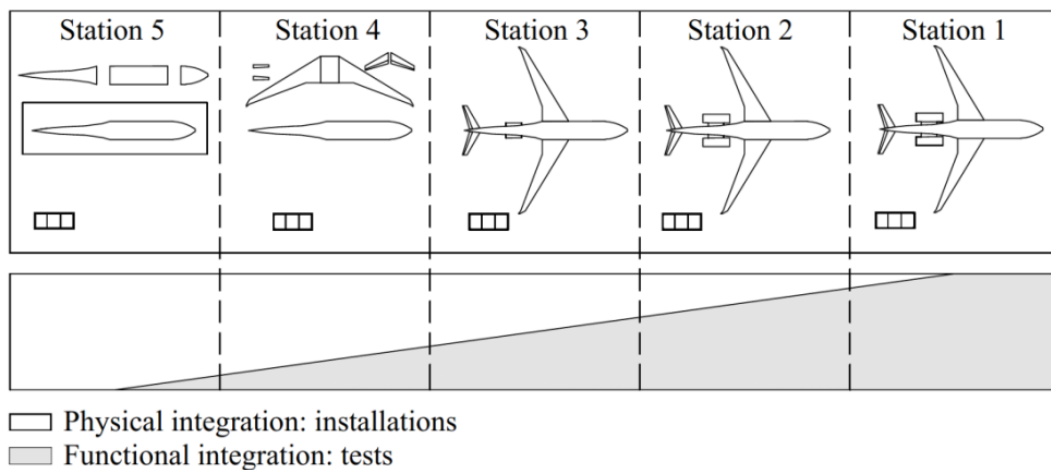 Station 5
Station 4
Station 3
Station 2
Station 1
Physical integration: installations
Functional integration: tests